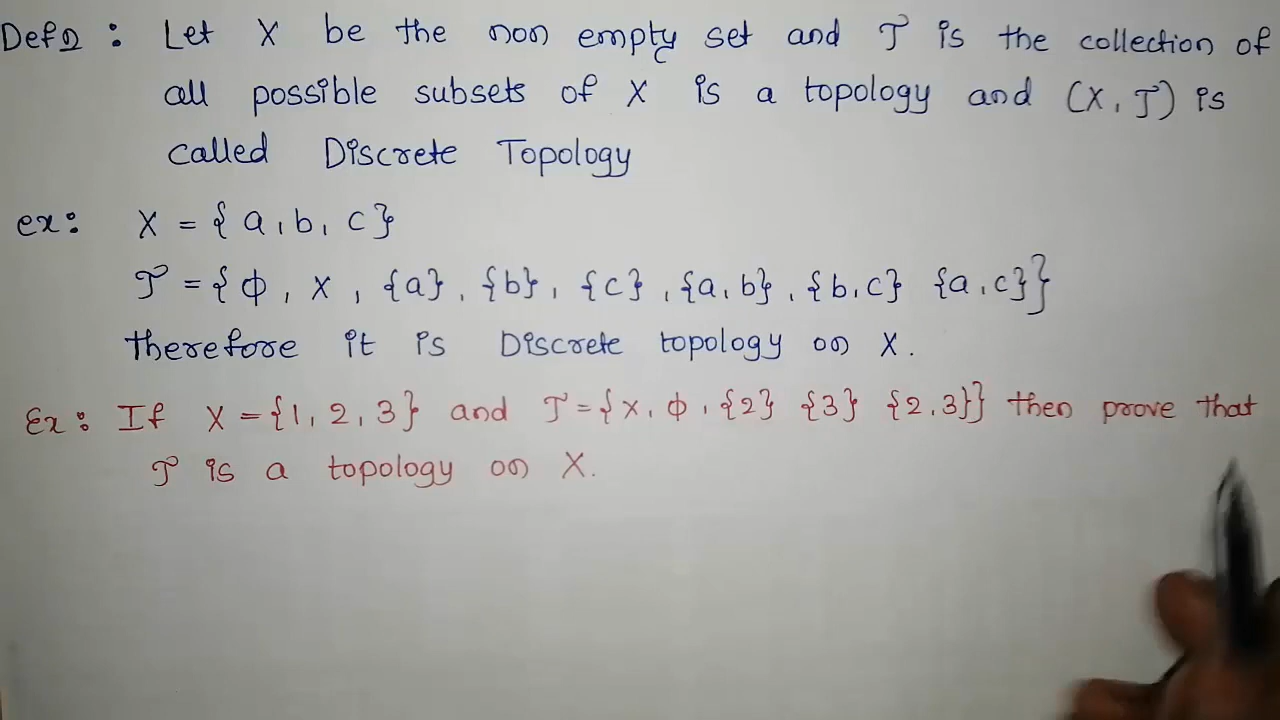 Defn : Let X be the non empty set and T is the collection of
all possible subsets of X is a topology and (X, T) is
called Discrete Topology
ex: X = {a, b, c}
T = {ϕ, X, {a}, {b}, {c}, {a, b}, {b, c} {a, c}}
therefore it is Discrete topology on X.
Ex: If X = {1, 2, 3} and T = {X, ϕ, {2} {3} {2, 3}} then prove that
T is a topology on X.